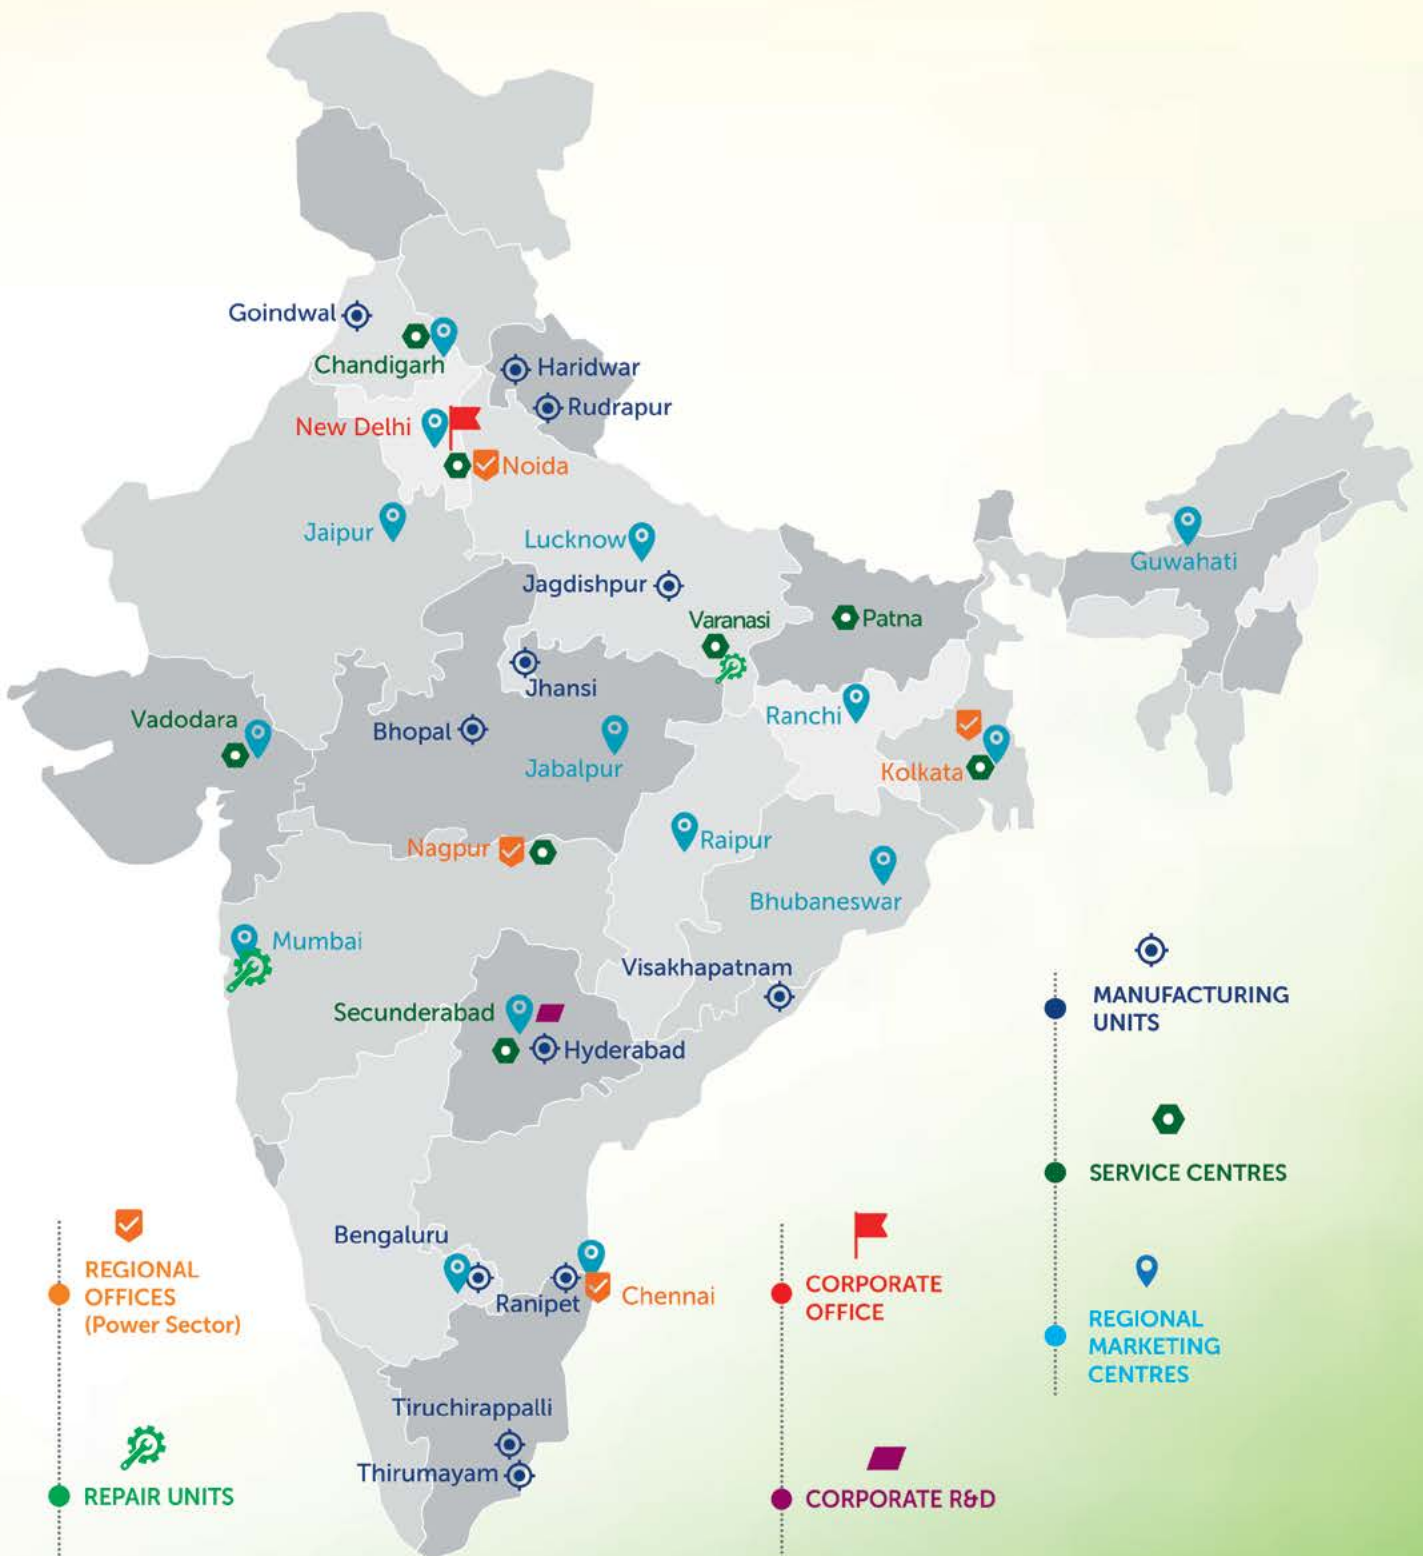 Goindwal
Chandigarh
Haridwar
Rudrapur
New Delhi
Noida
Jaipur
Lucknow
Jagdishpur
Guwahati
Varanasi
Patna
Jhansi
Vadodara
Bhopal
Ranchi
Jabalpur
Kolkata
Nagpur
Raipur
Bhubaneswar
Mumbai
Visakhapatnam
Secunderabad
Hyderabad
Bengaluru
Ranipet
Chennai
Tiruchirappalli
Thirumayam
MANUFACTURING
UNITS
SERVICE CENTRES
REGIONAL
MARKETING
CENTRES
REGIONAL
OFFICES
(Power Sector)
REPAIR UNITS
CORPORATE
OFFICE
CORPORATE R&D